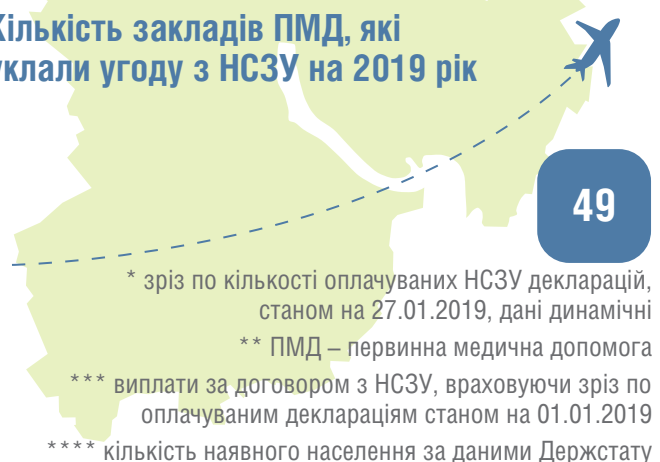 Кількість закладів ПМД, які
уклали угоду з НСЗУ на 2019 рік
49
* зріз по кількості оплачуваних НСЗУ декларацій,
станом на 27.01.2019, дані динамічні
** ПМД – первинна медична допомога
*** виплати за договором з НСЗУ, враховуючи зріз по
оплачуваним деклараціям станом на 01.01.2019
**** кількість наявного населення за даними Держстату